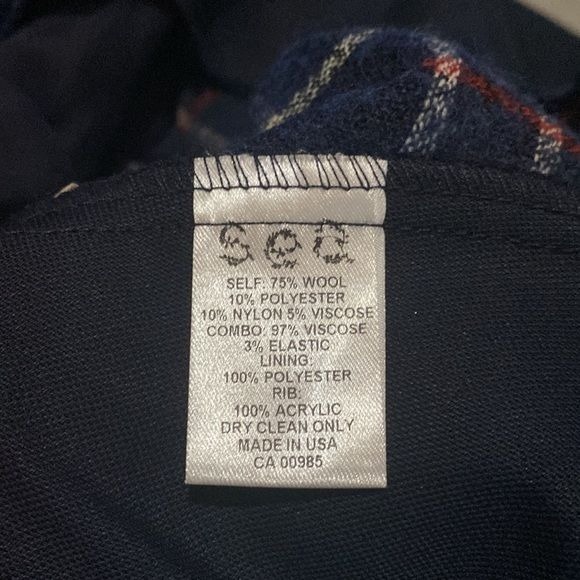 sea
SELF: 75% WOOL
10% POLYESTER
10% NYLON 5% VISCOSE
COMBO: 97% VISCOSE
3% ELASTIC
LINING:
100% POLYESTER
RIB:
100% ACRYLIC
DRY CLEAN ONLY
MADE IN USA
CA 00985